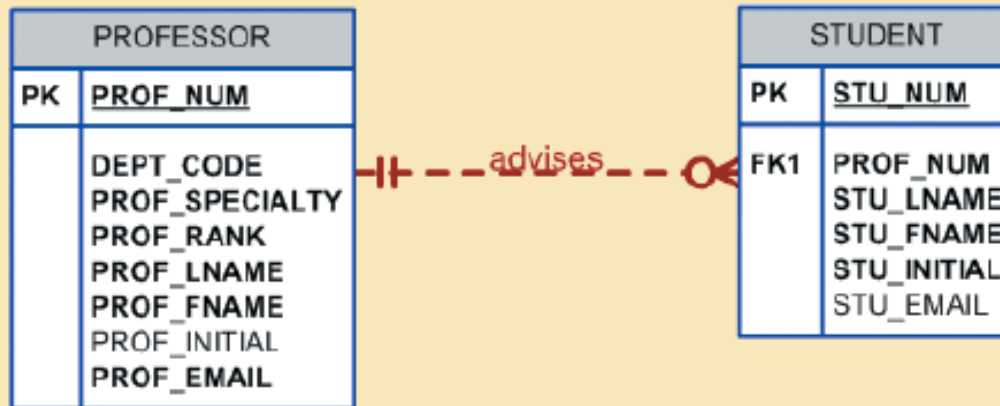 PROFESSOR
PK PROF_NUM
DEPT_CODE
PROF_SPECIALTY
PROF_RANK
PROF_LNAME
PROF_FNAME
PROF_INITIAL
PROF_EMAIL
advises
STUDENT
PK STU_NUM
FK1 PROF_NUM
STU_LNAME
STU_FNAME
STU_INITIAL
STU_EMAIL